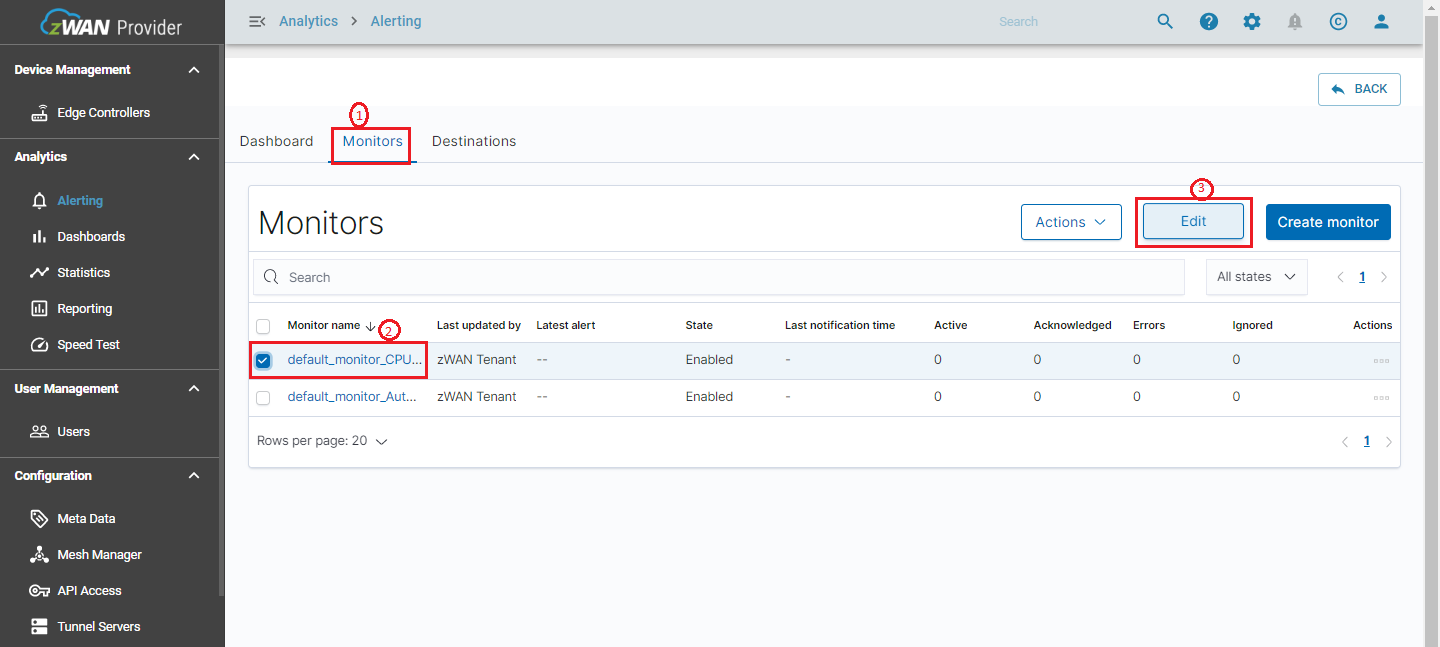 zWAN Provider
Analytics > Alerting
Search
Device Management
Edge Controllers
Analytics
Alerting
Dashboards
Statistics
Reporting
Speed Test
User Management
Users
Configuration
Meta Data
Mesh Manager
API Access
Tunnel Servers
BACK
1
Dashboard Monitors Destinations
3
Monitors Actions Edit Create monitor
Search All states 1
Monitor name 2 Last updated by Latest alert State Last notification time Active Acknowledged Errors Ignored Actions
default_monitor_CPU... zWAN Tenant -- Enabled - 0 0 0 0
default_monitor_Aut... zWAN Tenant -- Enabled - 0 0 0 0
Rows per page: 20 1